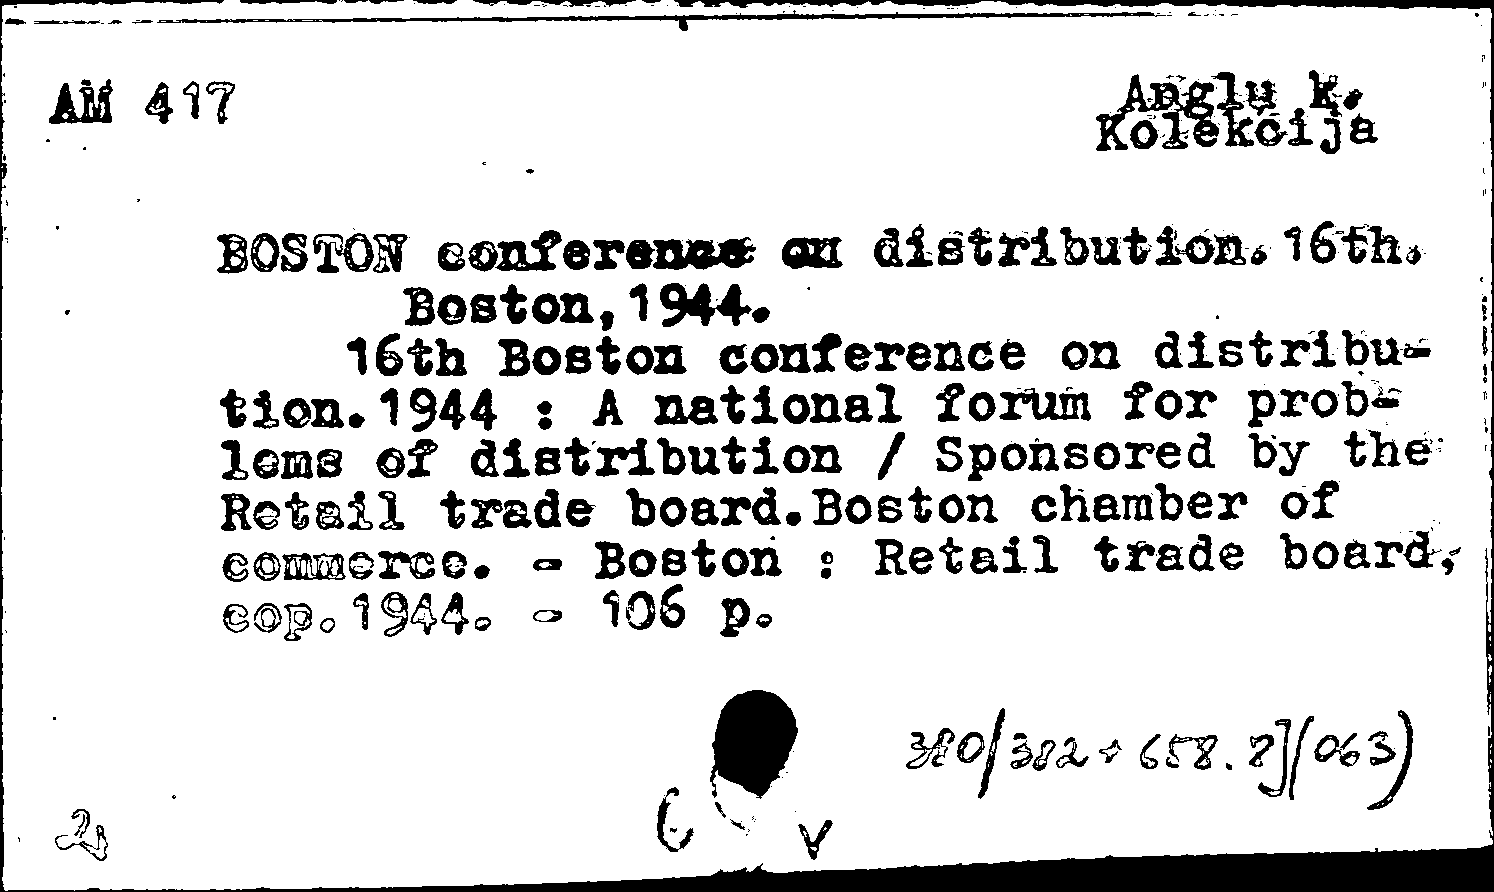 AM 417
Anglų k.
Kolekcija
BOSTON conference on distribution. 16th.
Boston, 1944.
16th Boston conference on distribu-
tion. 1944 : A national forum for prob-
lems of distribution / Sponsored by the
Retail trade board. Boston chamber of
commerce. - Boston : Retail trade board,
cop. 1944. - 106 p.
380/382+658.8](063)
V